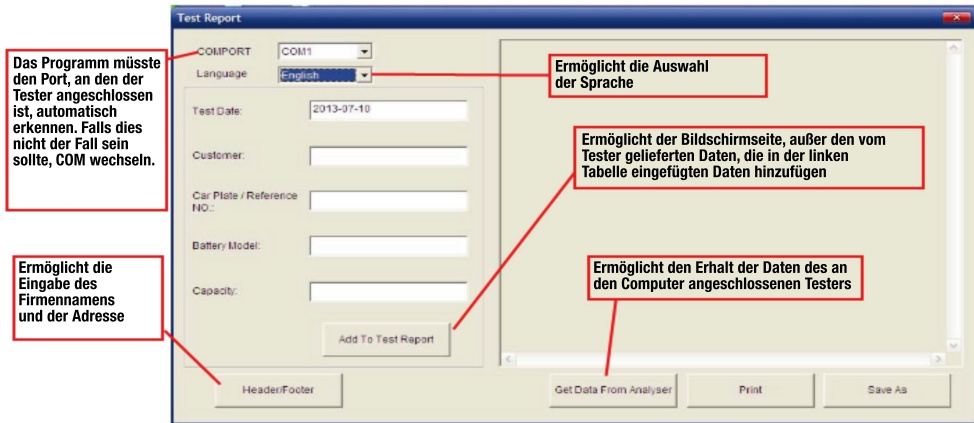 Test Report
COMPORT
COM1
Language
English
Test Date:
2013-07-10
Customer:
Car Plate / Reference
NO.:
Battery Model:
Capacity:
Add To Test Report
Header/Footer
Get Data From Analyser
Print
Save As
Das Programm müsste
den Port, an den der
Tester angeschlossen
ist, automatisch
erkennen. Falls dies
nicht der Fall sein
sollte, COM wechseln.
Ermöglicht die Auswahl
der Sprache
Ermöglicht der Bildschirmseite, außer den vom
Tester gelieferten Daten, die in der linken
Tabelle eingefügten Daten hinzufügen
Ermöglicht die
Eingabe des
Firmennamens
und der Adresse
Ermöglicht den Erhalt der Daten des an
den Computer angeschlossenen Testers